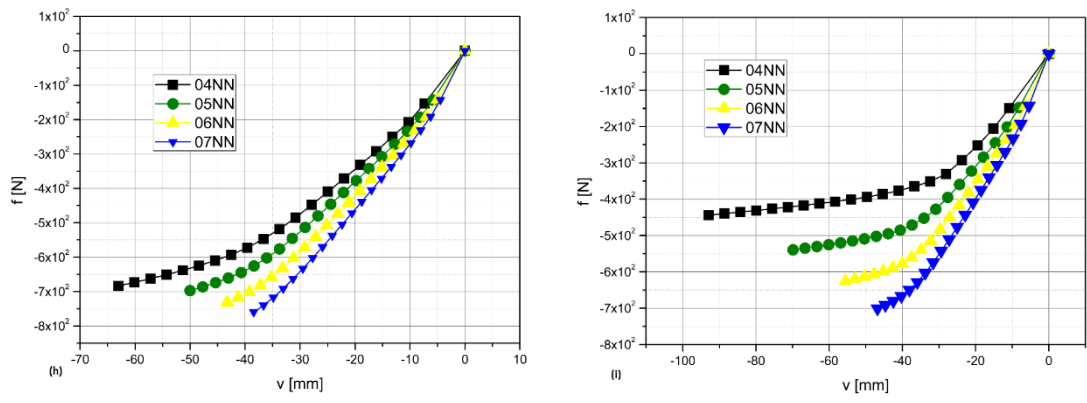 1x10²
0
-1x10²
-2x10²
-3x10²
-4x10²
-5x10²
-6x10²
-7x10²
-8x10²
f [N]
04NN
05NN
06NN
07NN
-70 -60 -50 -40 -30 -20 -10 0 10
(h)
v [mm]
1x10²
0
-1x10²
-2x10²
-3x10²
-4x10²
-5x10²
-6x10²
-7x10²
-8x10²
f [N]
04NN
05NN
06NN
07NN
-100 -80 -60 -40 -20 0
(i)
v [mm]